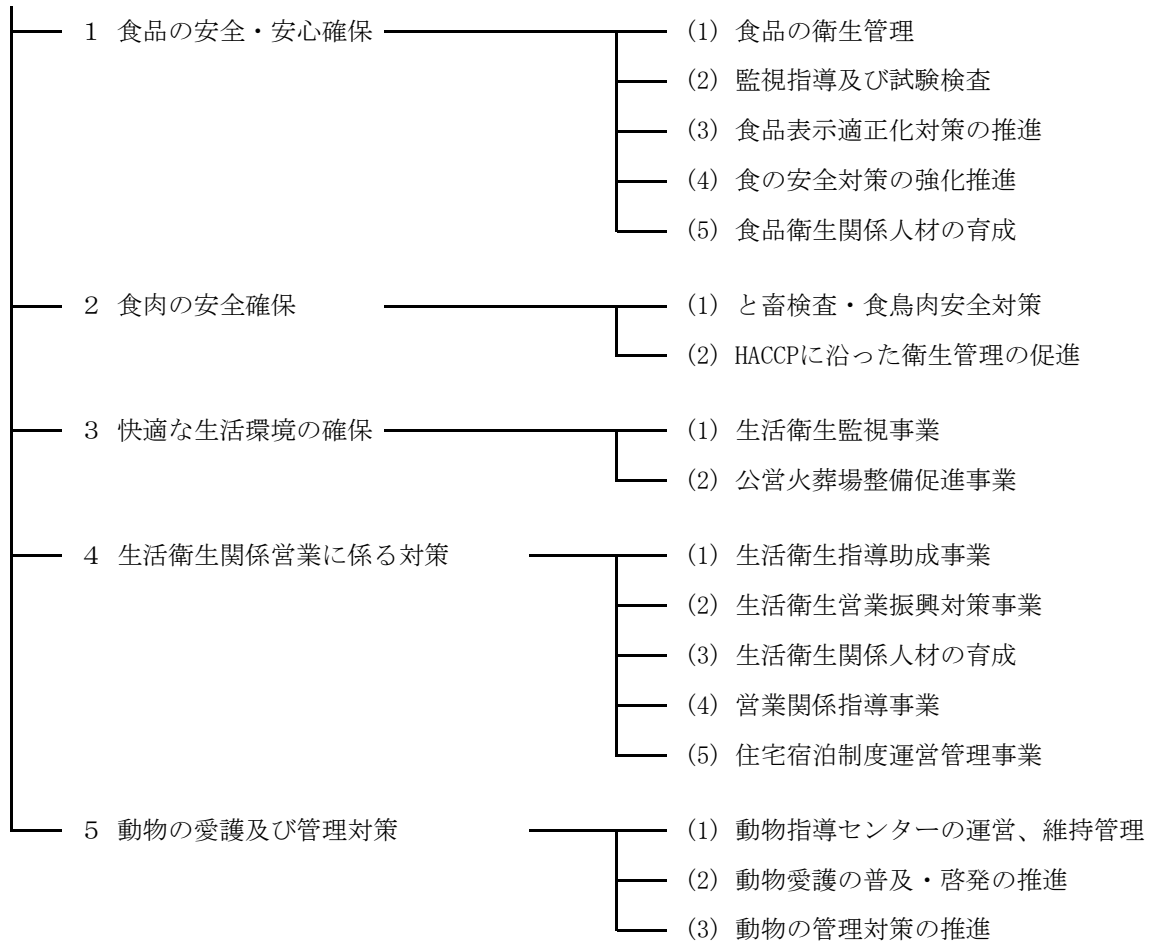 1 食品の安全・安心確保
(1) 食品の衛生管理
(2) 監視指導及び試験検査
(3) 食品表示適正化対策の推進
(4) 食の安全対策の強化推進
(5) 食品衛生関係人材の育成
2 食肉の安全確保
(1) と畜検査・食鳥肉安全対策
(2) HACCPに沿った衛生管理の促進
3 快適な生活環境の確保
(1) 生活衛生監視事業
(2) 公営火葬場整備促進事業
4 生活衛生関係営業に係る対策
(1) 生活衛生指導助成事業
(2) 生活衛生営業振興対策事業
(3) 生活衛生関係人材の育成
(4) 営業関係指導事業
(5) 住宅宿泊制度運営管理事業
5 動物の愛護及び管理対策
(1) 動物指導センターの運営、維持管理
(2) 動物愛護の普及・啓発の推進
(3) 動物の管理対策の推進